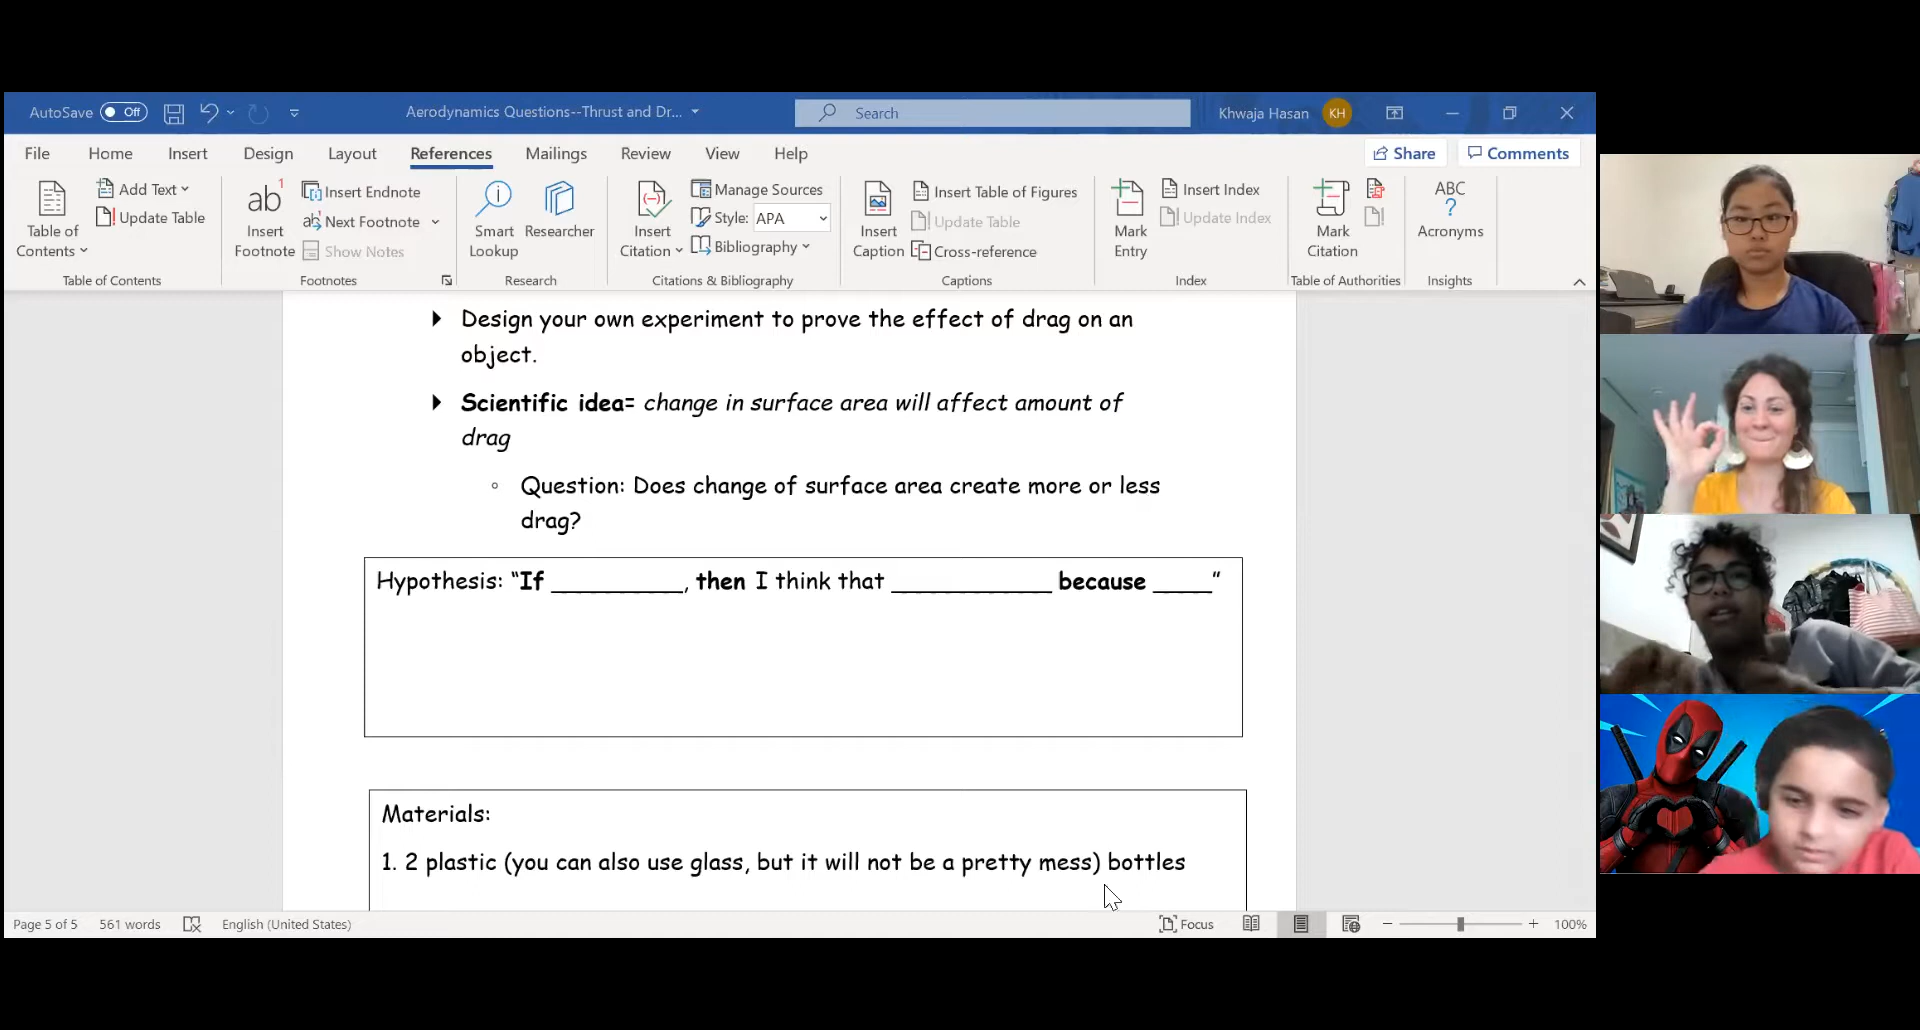 AutoSave Off Aerodynamics Questions--Thrust and Dr... Search Khwaja Hasan KH
File Home Insert Design Layout References Mailings Review View Help Share Comments
Table of Contents
Add Text
Update Table
Table of Contents
ab1
Insert Footnote
Insert Endnote
ab1 Next Footnote
Show Notes
Footnotes
Smart Lookup
Researcher
Research
Insert Citation
Manage Sources
Style: APA
Bibliography
Citations & Bibliography
Insert Caption
Insert Table of Figures
Update Table
Cross-reference
Captions
Mark Entry
Insert Index
Update Index
Index
Mark Citation
Table of Authorities
ABC ?
Acronyms
Insights
Design your own experiment to prove the effect of drag on an
object.
Scientific idea= change in surface area will affect amount of
drag
Question: Does change of surface area create more or less
drag?
Hypothesis: “If _________, then I think that ___________ because ____”
Materials:
1. 2 plastic (you can also use glass, but it will not be a pretty mess) bottles
Page 5 of 5 561 words English (United States) Focus 100%